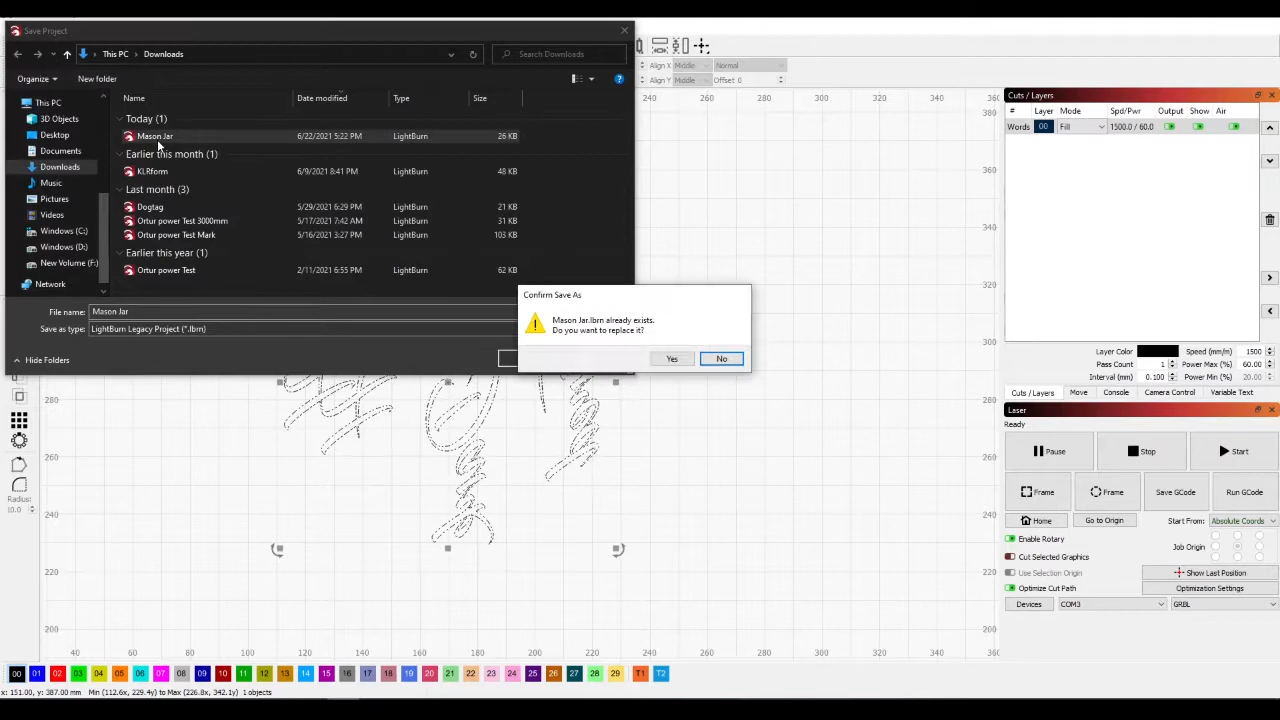 Save Project
This PC > Downloads
Search Downloads
Organize
New folder
Name Date modified Type Size
This PC
3D Objects
Desktop
Documents
Downloads
Music
Pictures
Videos
Windows (C:)
Windows (D:)
New Volume (F:)
Network
Today (1)
Mason Jar 6/22/2021 5:22 PM LightBurn 26 KB
Earlier this month (1)
KLRform 6/9/2021 8:41 PM LightBurn 48 KB
Last month (3)
Dogtag 5/29/2021 6:29 PM LightBurn 21 KB
Ortur power Test 3000mm 5/17/2021 7:42 AM LightBurn 31 KB
Ortur power Test Mark 5/16/2021 3:27 PM LightBurn 103 KB
Earlier this year (1)
Ortur power Test 2/11/2021 6:55 PM LightBurn 62 KB
File name: Mason Jar
Save as type: LightBurn Legacy Project (*.lbrn)
Hide Folders
Confirm Save As
Mason Jar.lbrn already exists.
Do you want to replace it?
Yes No
Align X Middle Normal
Align Y Middle Offset 0
240 260 280 300 320 340 360
360
380
360
340
320
300
280
260
240
220
200
280
260
240
220
200
40 60 80 100 120 140 160 180 200 220 240 260 280 300 320 340 360
Radius:
10.0
Cuts / Layers
# Layer Mode Spd/Pwr Output Show Air
Words 00 Fill 1500.0 / 60.0
Layer Color Speed (mm/m) 1500
Pass Count 1 Power Max (%) 60.00
Interval (mm) 0.100 Power Min (%) 20.00
Cuts / Layers Move Console Camera Control Variable Text
Laser
Ready
Pause Stop Start
Frame Frame Save GCode Run GCode
Home Go to Origin Start From: Absolute Coords
Enable Rotary
Job Origin
Cut Selected Graphics
Use Selection Origin Show Last Position
Optimize Cut Path Optimization Settings
Devices COM3 GRBL
00 01 02 03 04 05 06 07 08 09 10 11 12 13 14 15 16 17 18 19 20 21 22 23 24 25 26 27 28 29 T1 T2
x: 151.00, y: 387.00 mm Min (112.6x, 229.4y) to Max (226.8x, 342.1y) 1 objects